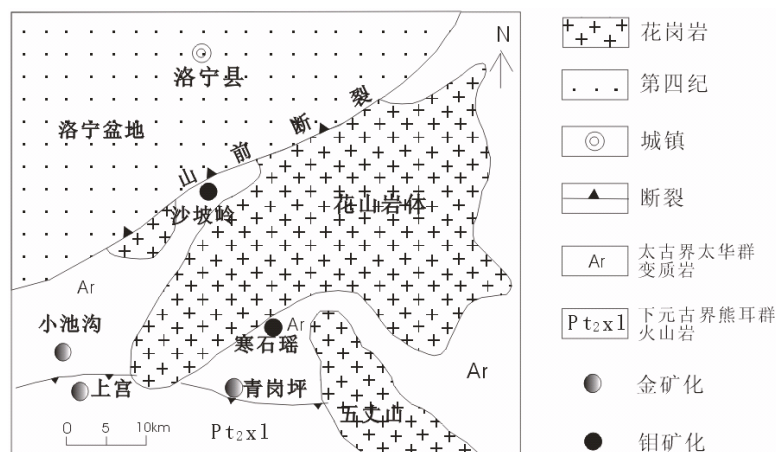 N
洛宁县
洛宁盆地
山前断裂
沙坡岭
花山岩体
Ar
小池沟
寒石瑶
Ar
上宫
青岗坪
Ar
五丈山
Pt₂x1
0 5 10km
花岗岩
第四纪
城镇
断裂
Ar
太古界太华群
变质岩
Pt₂x1
下元古界熊耳群
火山岩
金矿化
钼矿化